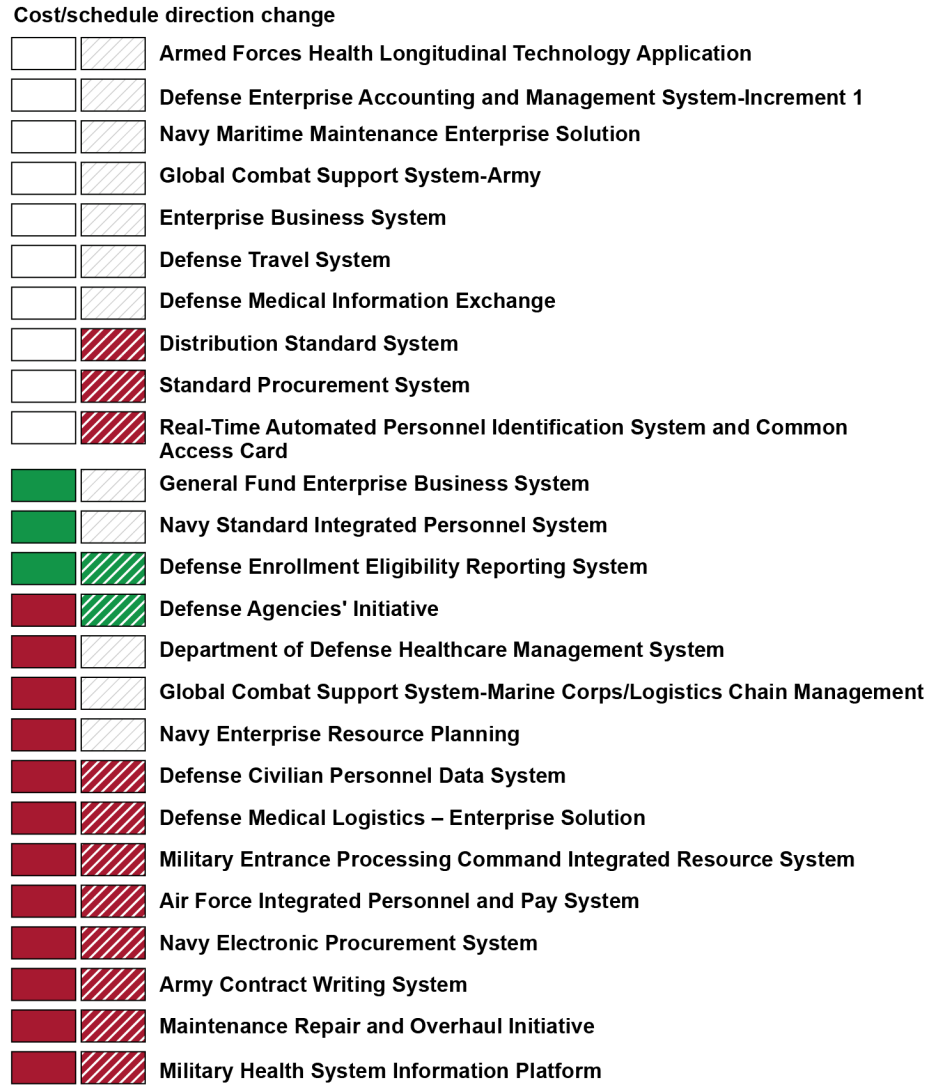 Cost/schedule direction change
Armed Forces Health Longitudinal Technology Application
Defense Enterprise Accounting and Management System-Increment 1
Navy Maritime Maintenance Enterprise Solution
Global Combat Support System-Army
Enterprise Business System
Defense Travel System
Defense Medical Information Exchange
Distribution Standard System
Standard Procurement System
Real-Time Automated Personnel Identification System and Common
Access Card
General Fund Enterprise Business System
Navy Standard Integrated Personnel System
Defense Enrollment Eligibility Reporting System
Defense Agencies' Initiative
Department of Defense Healthcare Management System
Global Combat Support System-Marine Corps/Logistics Chain Management
Navy Enterprise Resource Planning
Defense Civilian Personnel Data System
Defense Medical Logistics – Enterprise Solution
Military Entrance Processing Command Integrated Resource System
Air Force Integrated Personnel and Pay System
Navy Electronic Procurement System
Army Contract Writing System
Maintenance Repair and Overhaul Initiative
Military Health System Information Platform